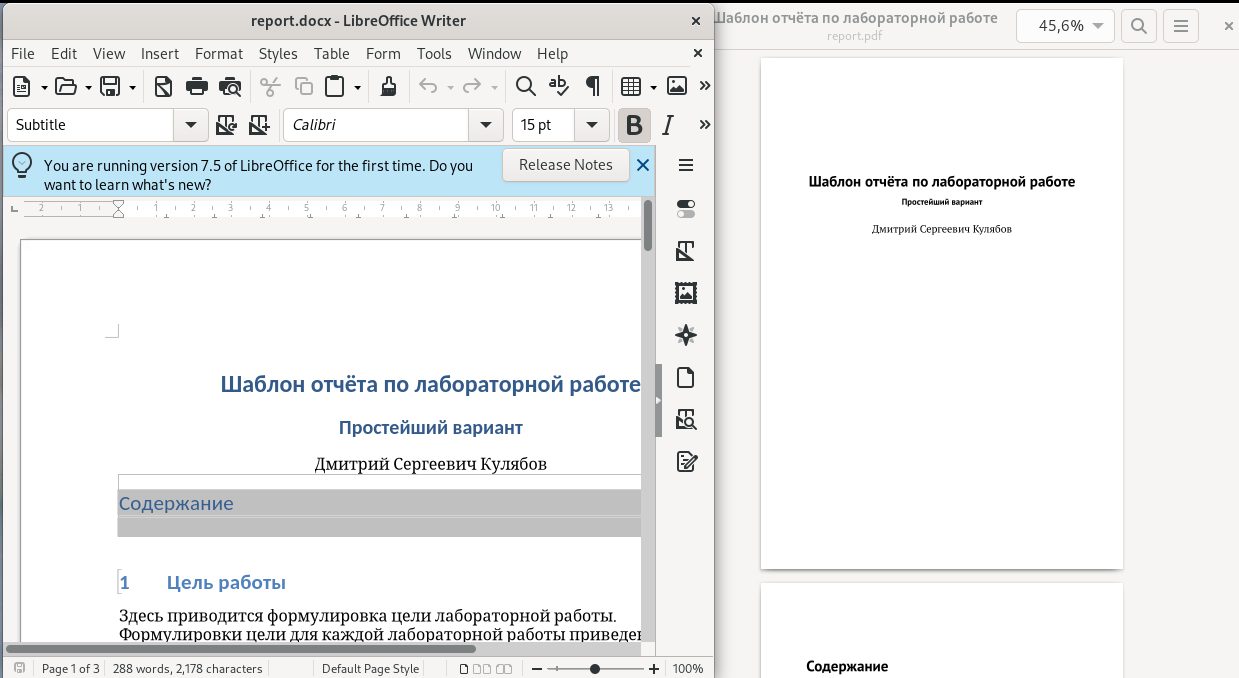 report.docx - LibreOffice Writer
File Edit View Insert Format Styles Table Form Tools Window Help
Subtitle Calibri 15 pt B I
You are running version 7.5 of LibreOffice for the first time. Do you
want to learn what's new?
Release Notes
2 1 1 2 3 4 5 6 7 8 9 10 11 12 13
Шаблон отчёта по лабораторной работе
Простейший вариант
Дмитрий Сергеевич Кулябов
Содержание
1 Цель работы
Здесь приводится формулировка цели лабораторной работы.
Формулировки цели для каждой лабораторной работы
Page 1 of 3 288 words, 2,178 characters Default Page Style 100%
Шаблон отчёта по лабораторной работе
report.pdf
45,6%
Шаблон отчёта по лабораторной работе
Простейший вариант
Дмитрий Сергеевич Кулябов
Содержание